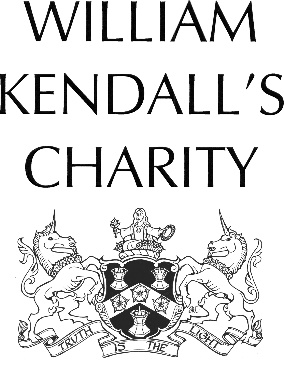 WILLIAM
KENDALL'S
CHARITY
TRUTH IS THE LIGHT